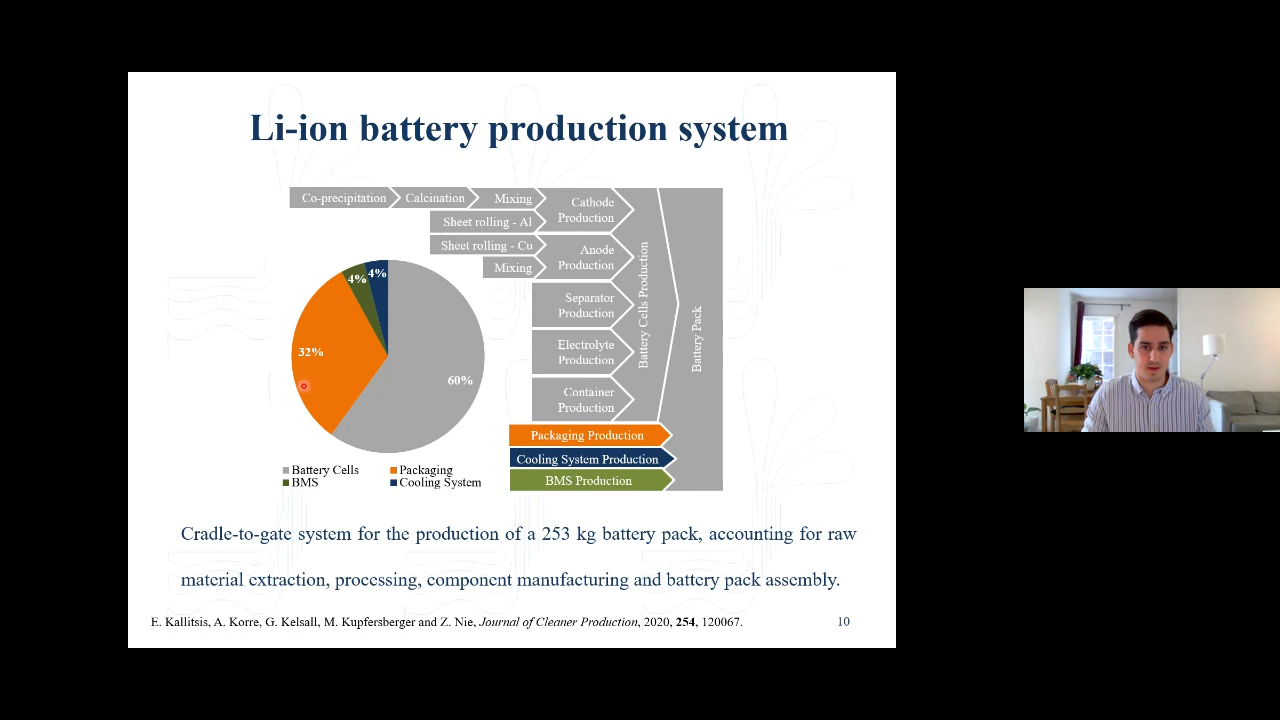 Li-ion battery production system
Co-precipitation
Calcination
Mixing
Cathode
Production
Sheet rolling - Al
Sheet rolling - Cu
Mixing
Anode
Production
Separator
Production
Electrolyte
Production
Container
Production
Battery Cells Production
Battery Pack
Packaging Production
Cooling System Production
BMS Production
4%
4%
32%
60%
Battery Cells
Packaging
BMS
Cooling System
Cradle-to-gate system for the production of a 253 kg battery pack, accounting for raw
material extraction, processing, component manufacturing and battery pack assembly.
E. Kallitsis, A. Korre, G. Kelsall, M. Kupfersberger and Z. Nie, Journal of Cleaner Production, 2020, 254, 120067.
10